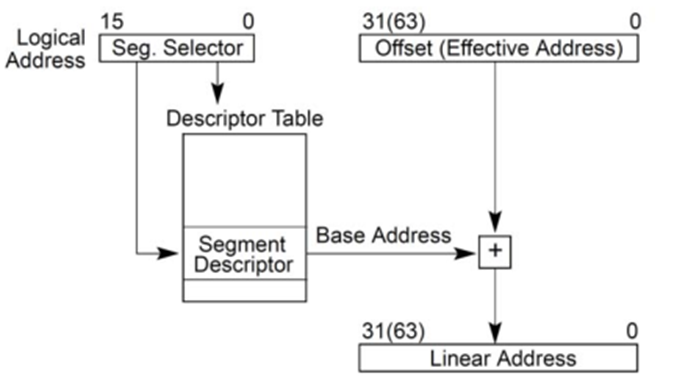 15 0
31(63) 0
Logical
Address
Seg. Selector
Offset (Effective Address)
Descriptor Table
Segment
Descriptor
Base Address
+
31(63) 0
Linear Address